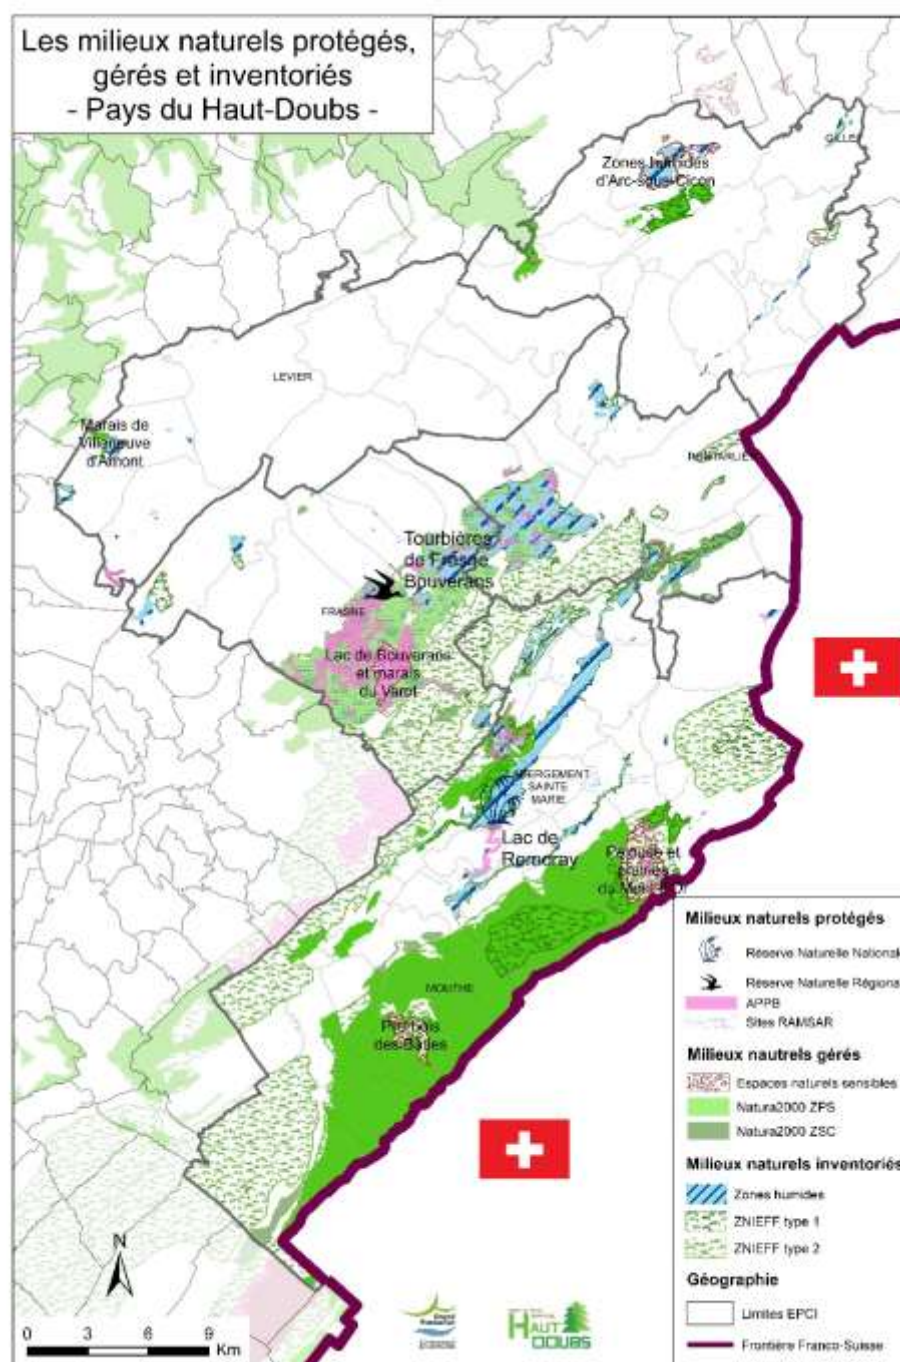 Les milieux naturels protégés,
gérés et inventoriés
- Pays du Haut-Doubs -
GILLEY
Zones humides
d'Arc-sous-Cicon
LEVIER
Marais de
Villeneuve
d'Amont
PONTARLIER
Tourbières
de Frasne
Bouverans
FRASNE
Lac de Bouverans
et marais
du Varot
SAINTE
MARIE
Lac de
Remoray
MOUTHE
Milieux naturels protégés
Réserve Naturelle National
Réserve Naturelle Régiona
APPB
Sites RAMSAR
Milieux nautrels gérés
Espaces naturels sensibles
Natura2000 ZPS
Natura2000 ZSC
Milieux naturels inventoriés
Zones humides
ZNIEFF type 1
ZNIEFF type 2
Géographie
Limites EPCI
Frontière Franco-Suisse
N
0 3 6 9
Km
HAUT
DOUBS